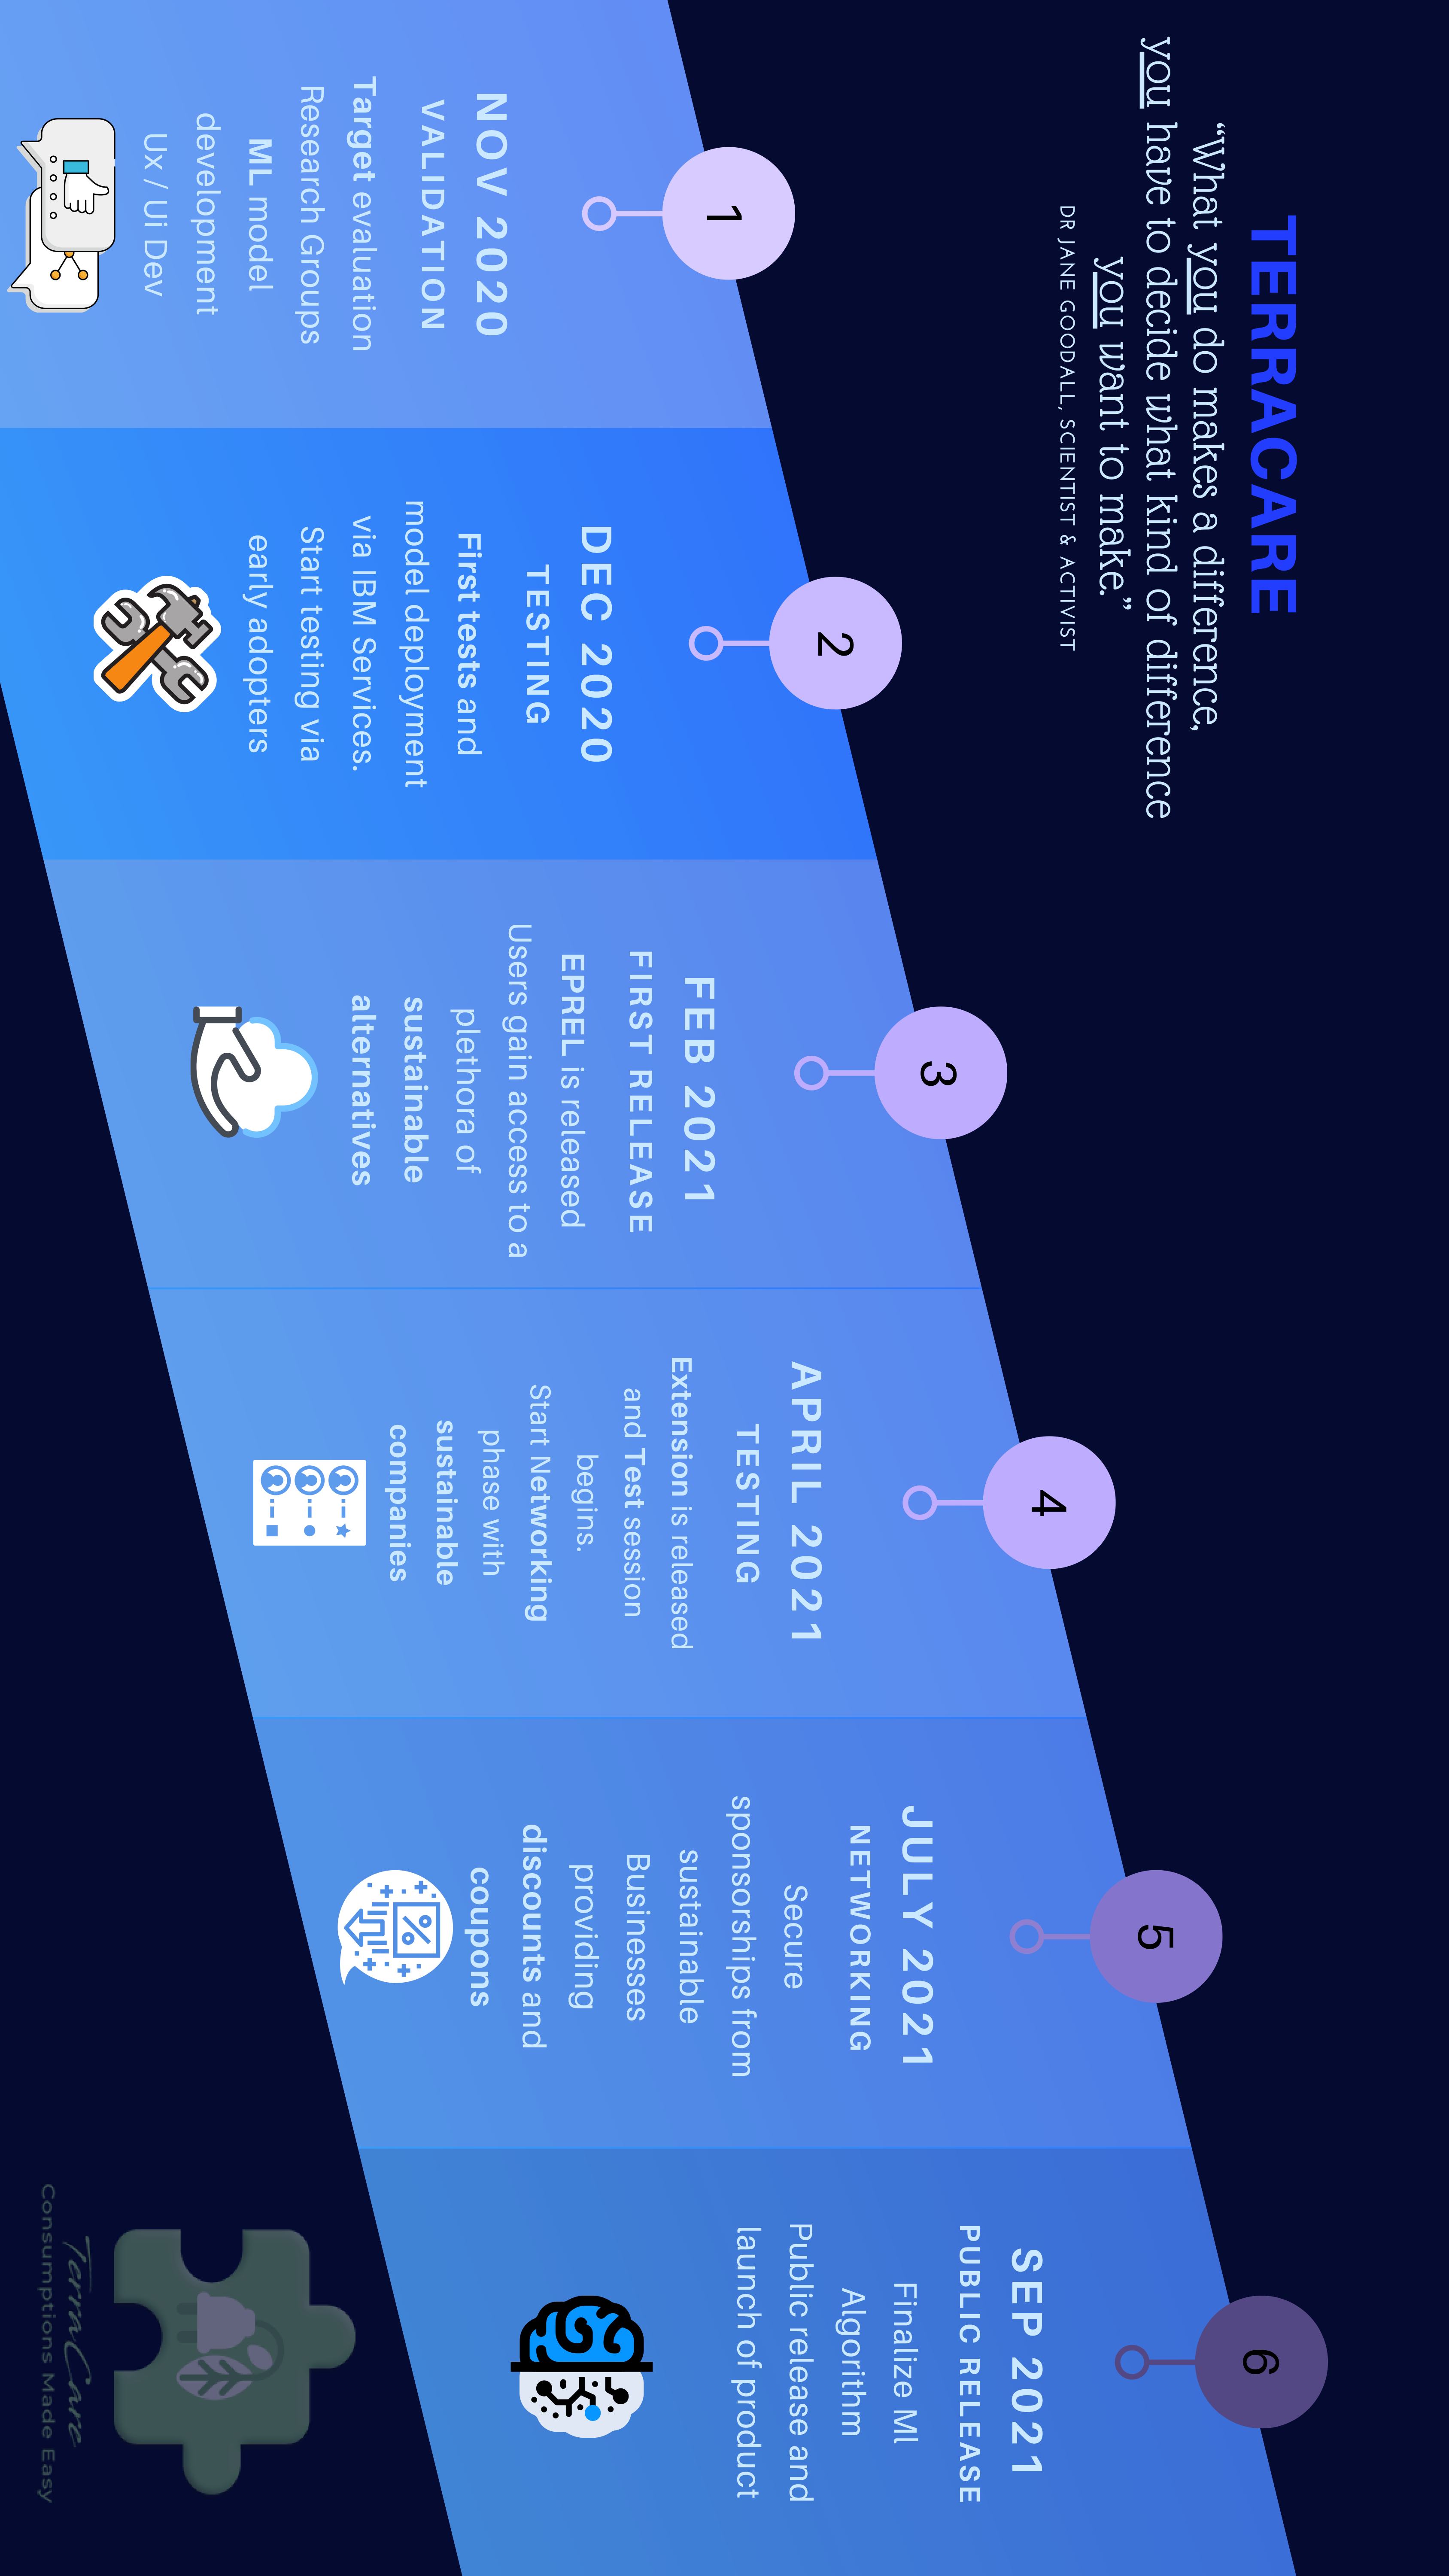 TERRACARE
“What you do makes a difference,
you have to decide what kind of difference
you want to make.”
DR JANE GOODALL, SCIENTIST & ACTIVIST
1
NOV 2020
VALIDATION
Target evaluation
Research Groups
ML model
development
Ux / Ui Dev
2
DEC 2020
TESTING
First tests and
model deployment
via IBM Services.
Start testing via
early adopters
3
FEB 2021
FIRST RELEASE
EPREL is released
Users gain access to a
plethora of
sustainable
alternatives
4
APRIL 2021
TESTING
Extension is released
and Test session
begins.
Start Networking
phase with
sustainable
companies
5
JULY 2021
NETWORKING
Secure
sponsorships from
sustainable
Businesses
providing
discounts and
coupons
%
6
SEP 2021
PUBLIC RELEASE
Finalize Ml
Algorithm
Public release and
launch of product
TerraCare
Consumptions Made Easy